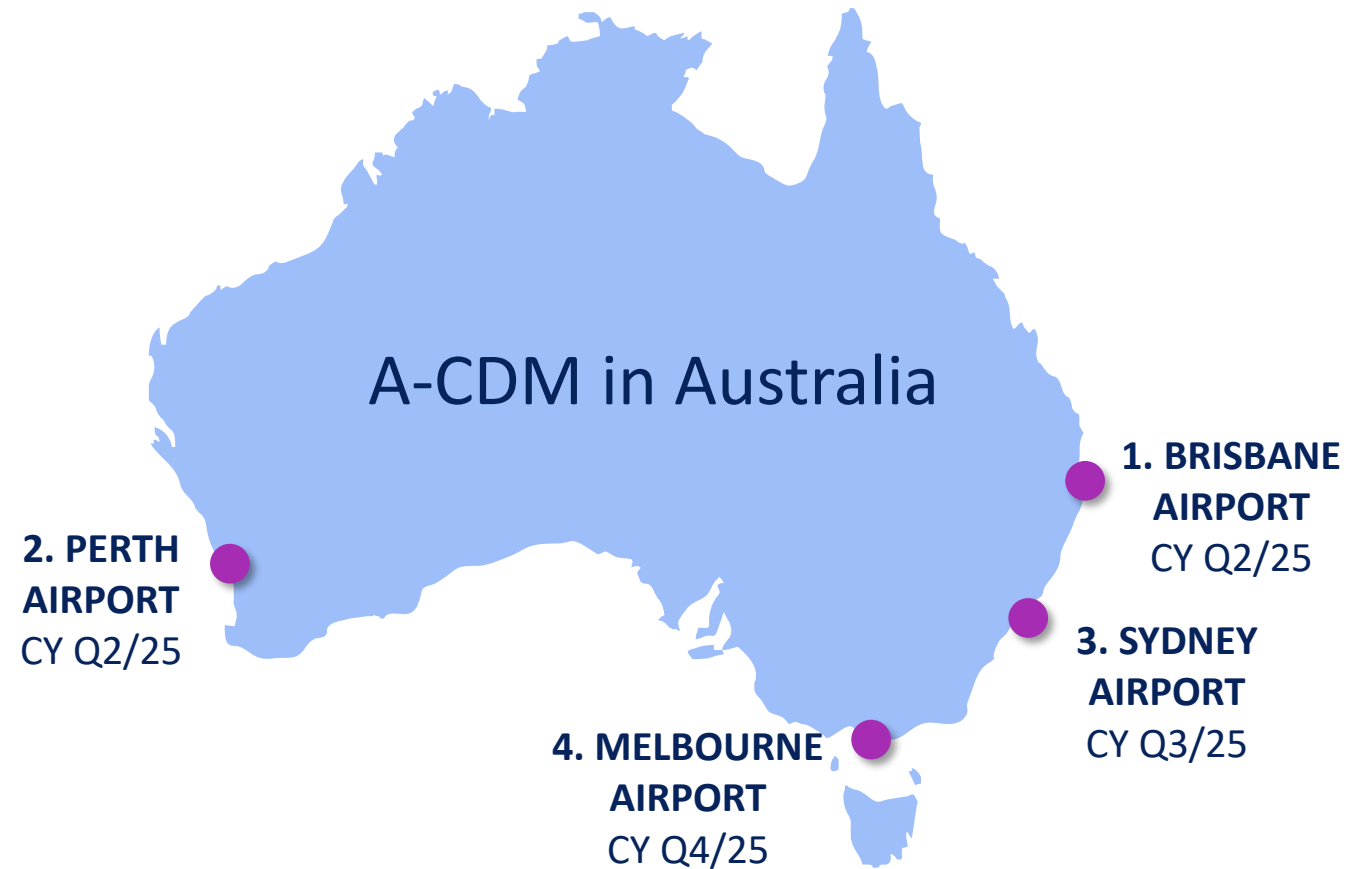 A-CDM in Australia
1. BRISBANE
AIRPORT
CY Q2/25
2. PERTH
AIRPORT
CY Q2/25
3. SYDNEY
AIRPORT
CY Q3/25
4. MELBOURNE
AIRPORT
CY Q4/25